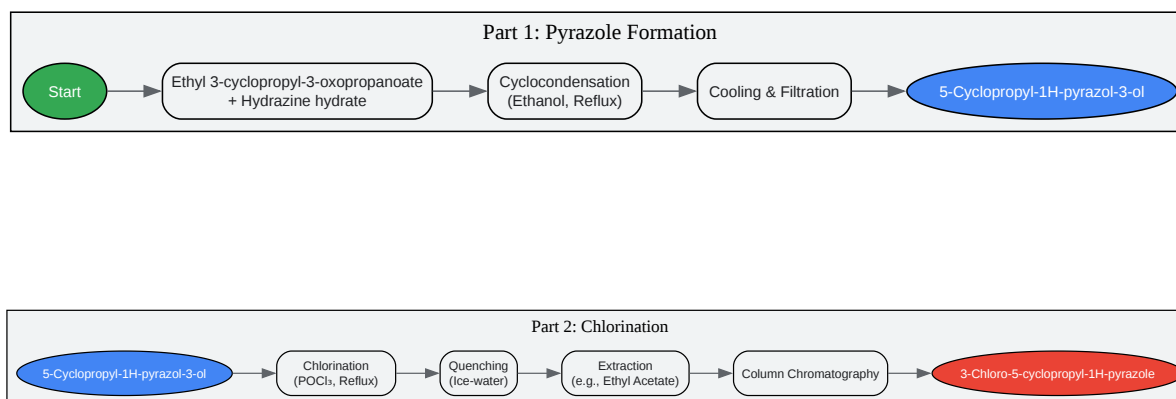 Part 1: Pyrazole Formation
Start
Ethyl 3-cyclopropyl-3-oxopropanoate
+ Hydrazine hydrate
Cyclocondensation
(Ethanol, Reflux)
Cooling & Filtration
5-Cyclopropyl-1H-pyrazol-3-ol
Part 2: Chlorination
5-Cyclopropyl-1H-pyrazol-3-ol
Chlorination
(POCl₃, Reflux)
Quenching
(Ice-water)
Extraction
(e.g., Ethyl Acetate)
Column Chromatography
3-Chloro-5-cyclopropyl-1H-pyrazole